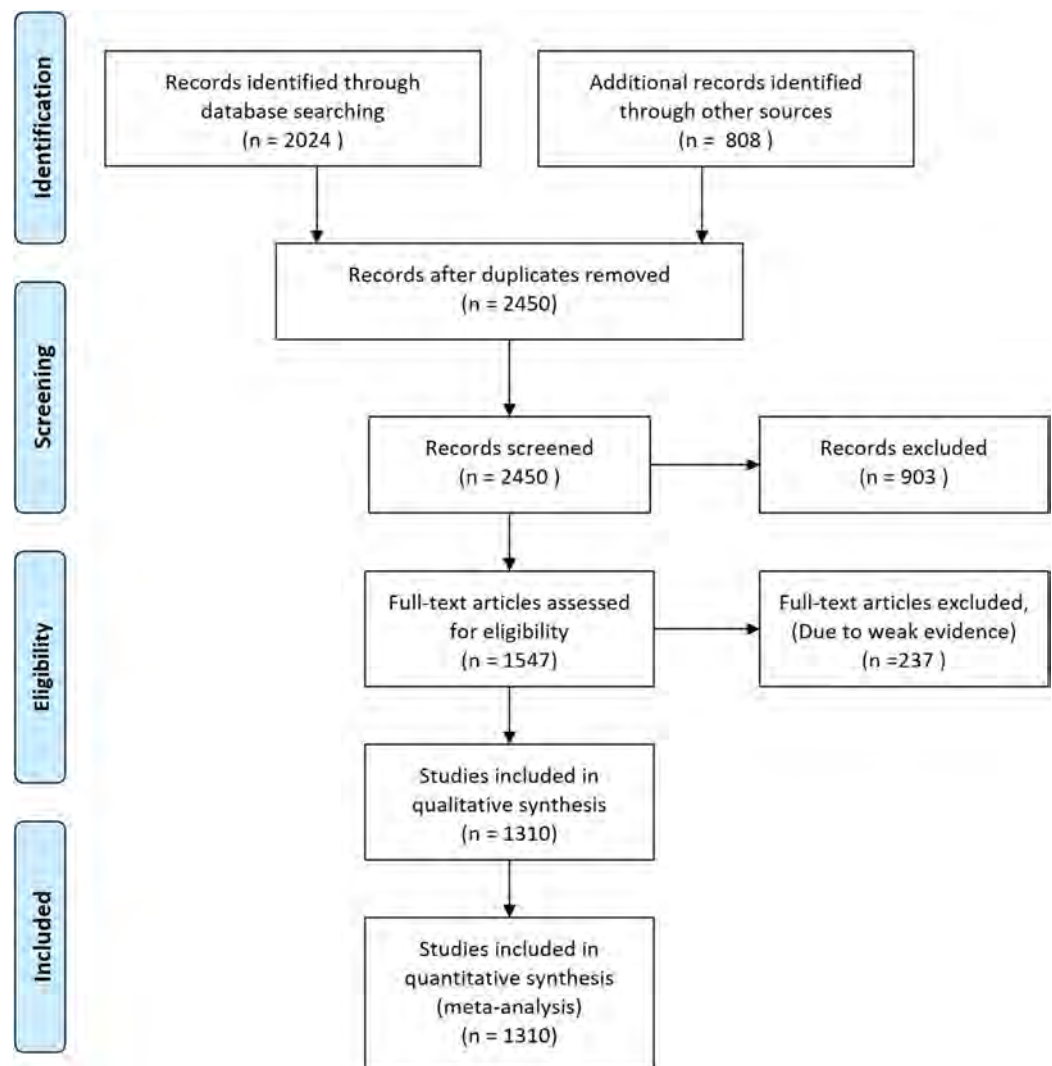 Identification
Records identified through
database searching
(n = 2024 )
Additional records identified
through other sources
(n = 808 )
Records after duplicates removed
(n = 2450)
Screening
Records screened
(n = 2450 )
Records excluded
(n = 903 )
Eligibility
Full-text articles assessed
for eligibility
(n = 1547)
Full-text articles excluded,
(Due to weak evidence)
(n =237 )
Studies included in
qualitative synthesis
(n = 1310)
Included
Studies included in
quantitative synthesis
(meta-analysis)
(n = 1310)